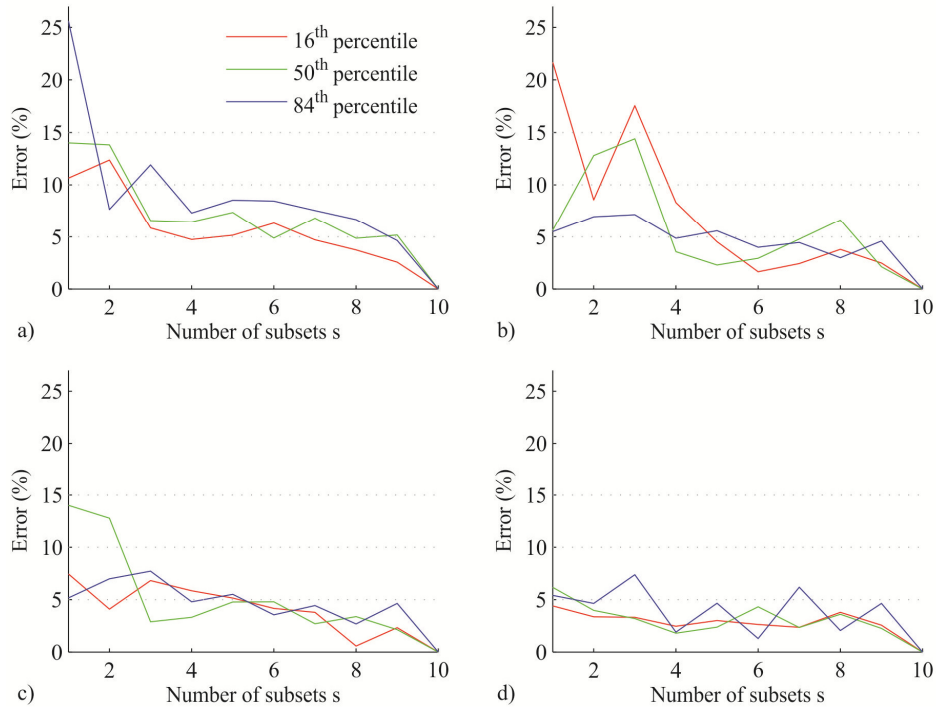 25
20
15
10
5
0
Error (%)
16th percentile
50th percentile
84th percentile
2 4 6 8 10
Number of subsets s
a)
25
20
15
10
5
0
Error (%)
2 4 6 8 10
Number of subsets s
b)
25
20
15
10
5
0
Error (%)
2 4 6 8 10
Number of subsets s
c)
25
20
15
10
5
0
Error (%)
2 4 6 8 10
Number of subsets s
d)